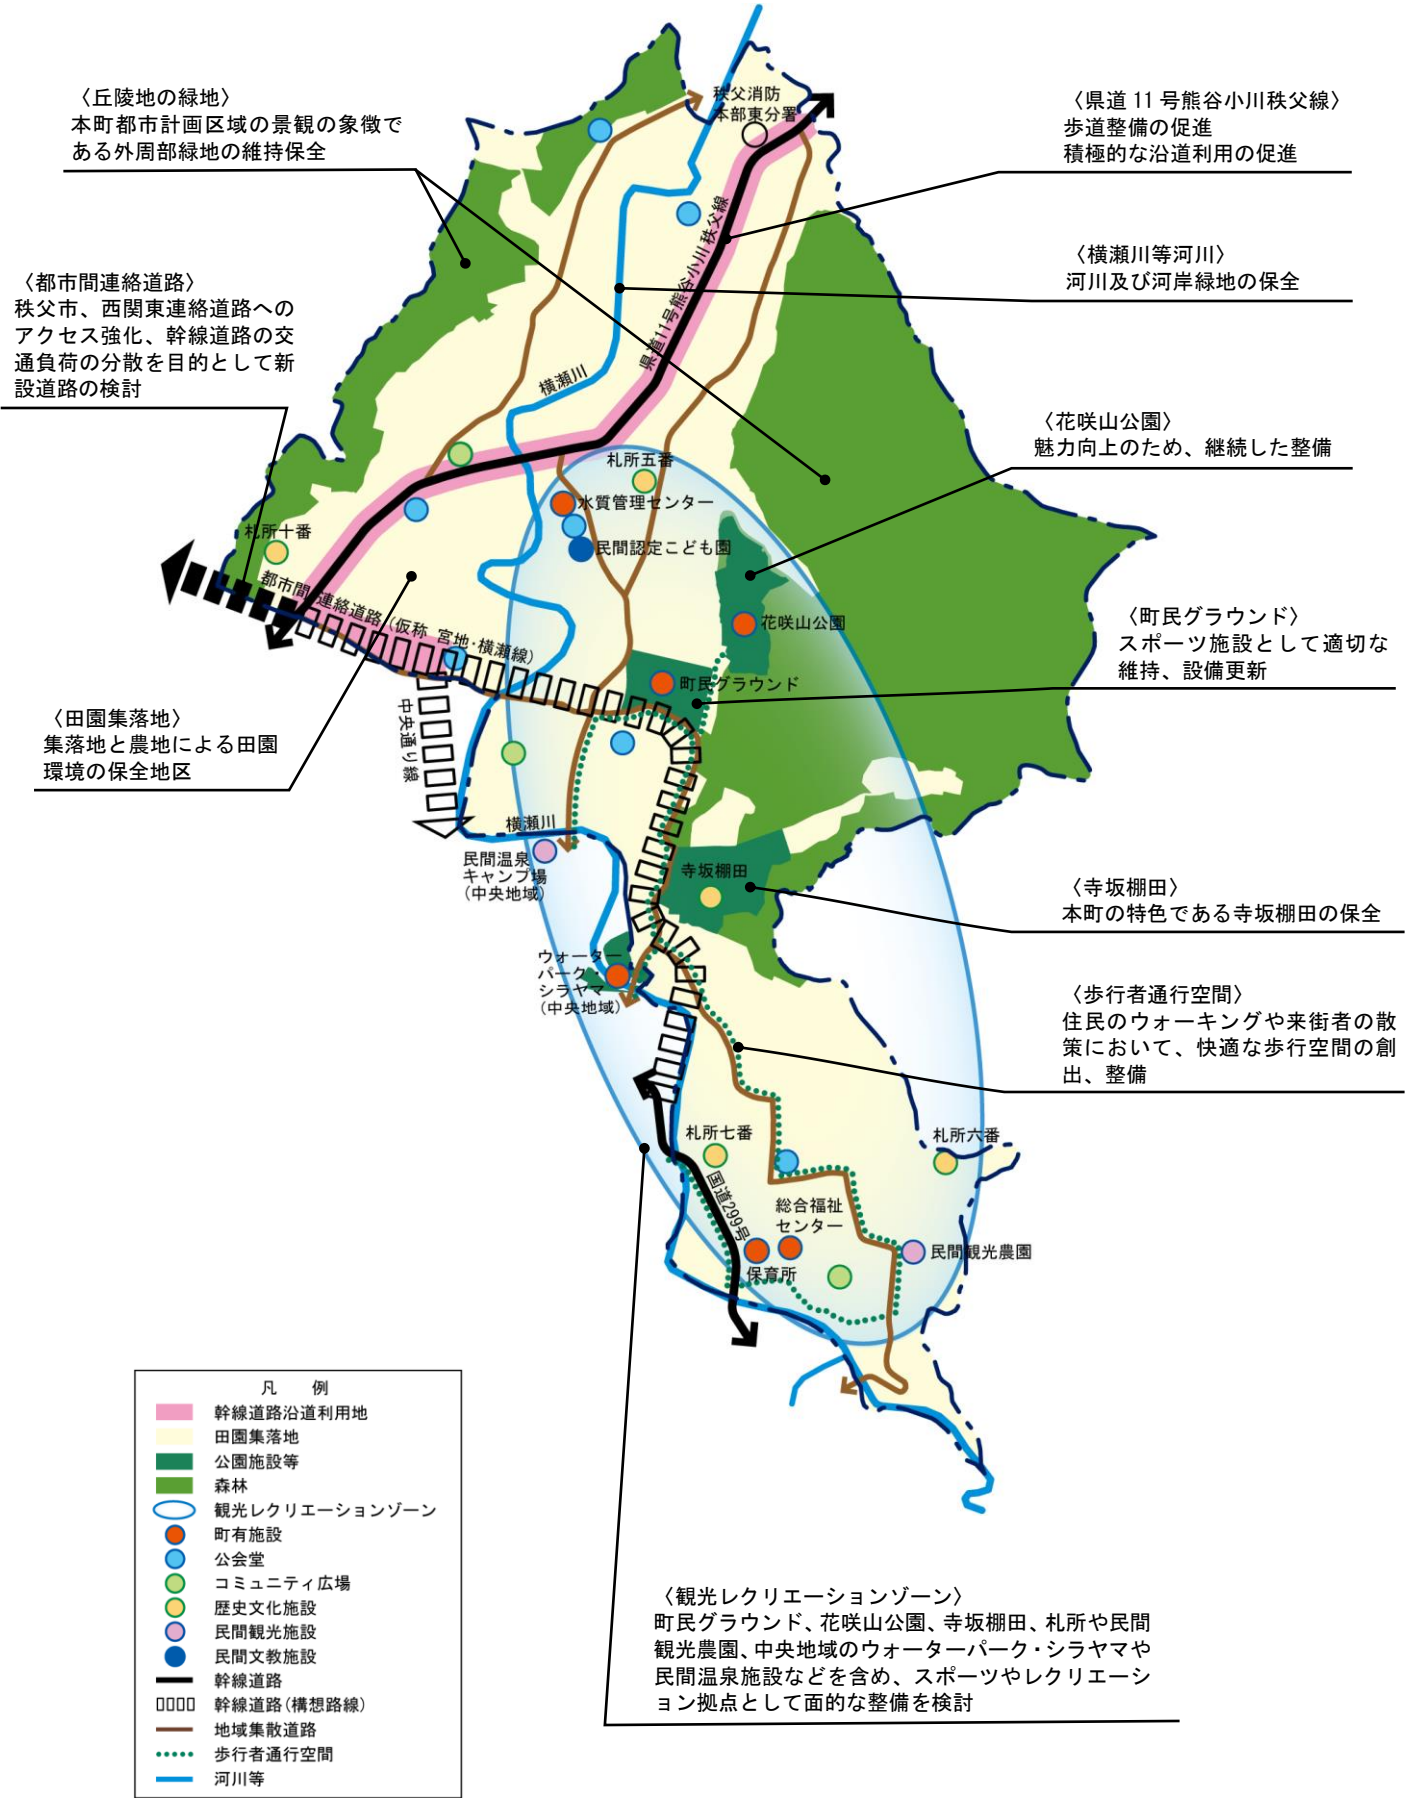 〈丘陵地の緑地〉
本町都市計画区域の景観の象徴で
ある外周部緑地の維持保全
〈都市間連絡道路〉
秩父市、西関東連絡道路への
アクセス強化、幹線道路の交
通負荷の分散を目的として新
設道路の検討
〈田園集落地〉
集落地と農地による田園
環境の保全地区
〈県道 11 号熊谷小川秩父線〉
歩道整備の促進
積極的な沿道利用の促進
〈横瀬川等河川〉
河川及び河岸緑地の保全
〈花咲山公園〉
魅力向上のため、継続した整備
〈町民グラウンド〉
スポーツ施設として適切な
維持、設備更新
〈寺坂棚田〉
本町の特色である寺坂棚田の保全
〈歩行者通行空間〉
住民のウォーキングや来街者の散
策において、快適な歩行空間の創
出、整備
〈観光レクリエーションゾーン〉
町民グラウンド、花咲山公園、寺坂棚田、札所や民間
観光農園、中央地域のウォーターパーク・シラヤマや
民間温泉施設などを含め、スポーツやレクリエーシ
ョン拠点として面的な整備を検討
秩父消防
本部東分署
県道11号熊谷小川秩父線
横瀬川
札所五番
水質管理センター
民間認定こども園
札所十番
都市間連絡道路(仮称 宮地・横瀬線)
花咲山公園
町民グラウンド
中央通り線
横瀬川
民間温泉
キャンプ場
(中央地域)
寺坂棚田
ウォーター
パーク・
シラヤマ
(中央地域)
札所七番
札所六番
国道299号
総合福祉
センター
保育所
民間観光農園
凡 例
幹線道路沿道利用地
田園集落地
公園施設等
森林
観光レクリエーションゾーン
町有施設
公会堂
コミュニティ広場
歴史文化施設
民間観光施設
民間文教施設
幹線道路
幹線道路(構想路線)
地域集散道路
歩行者通行空間
河川等